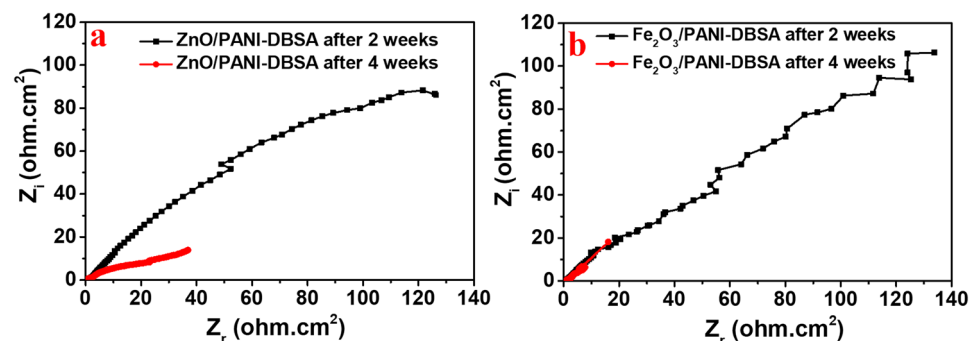 a
ZnO/PANI-DBSA after 2 weeks
ZnO/PANI-DBSA after 4 weeks
120
100
80
60
40
20
0
Zᵢ (ohm.cm²)
0 20 40 60 80 100 120 140
Zᵣ (ohm.cm²)
b
Fe₂O₃/PANI-DBSA after 2 weeks
Fe₂O₃/PANI-DBSA after 4 weeks
120
100
80
60
40
20
0
Zᵢ (ohm.cm²)
0 20 40 60 80 100 120 140
Zᵣ (ohm.cm²)